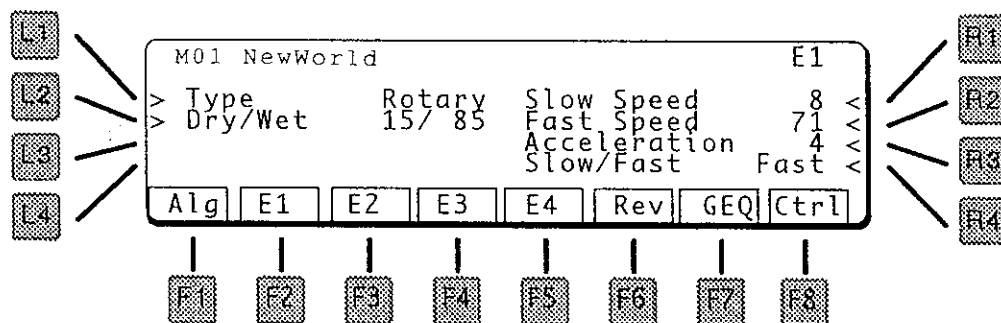 L1 R1
L2 R2
L3 R3
L4 R4
M01 NewWorld E1
> Type Rotary Slow Speed 8 <
> Dry/Wet 15/ 85 Fast Speed 71 <
Acceleration 4 <
Slow/Fast Fast <
Alg E1 E2 E3 E4 Rev GEQ Ctrl
F1 F2 F3 F4 F5 F6 F7 F8